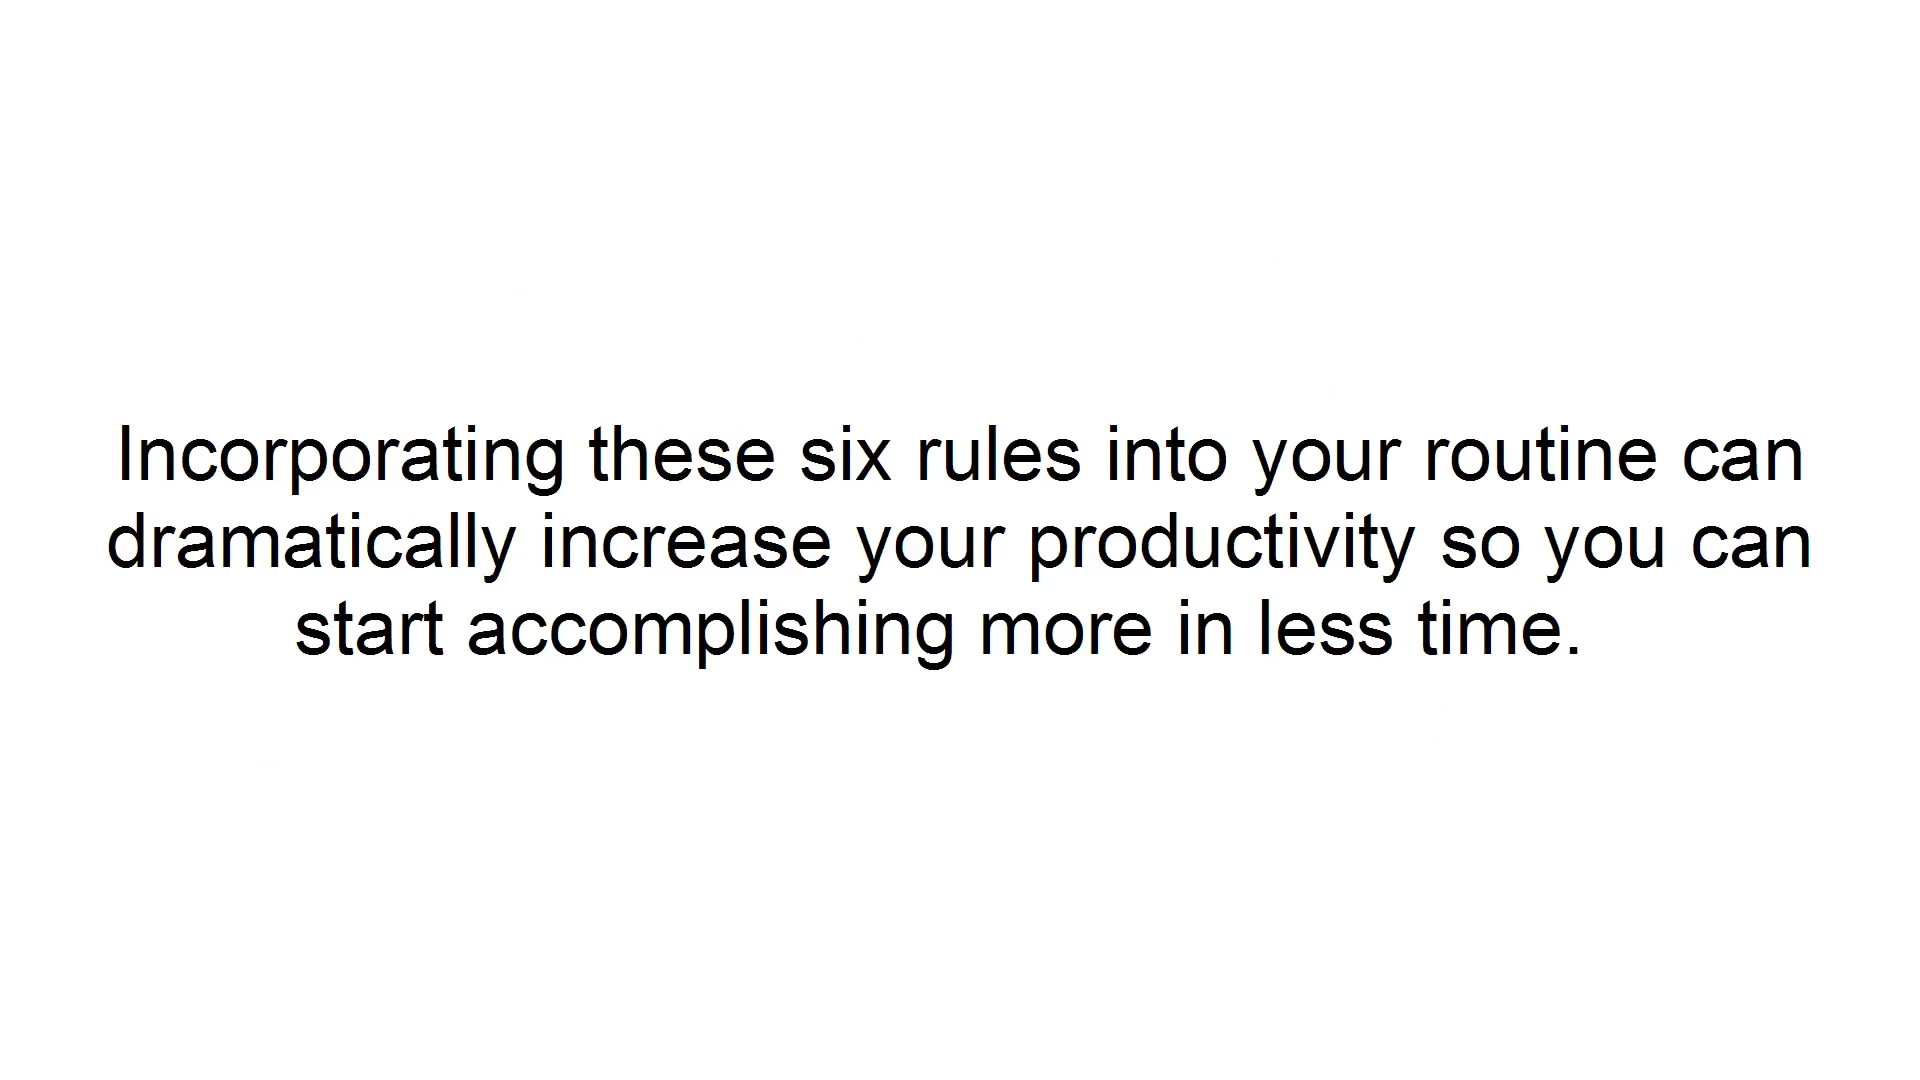 Incorporating these six rules into your routine can
dramatically increase your productivity so you can
start accomplishing more in less time.